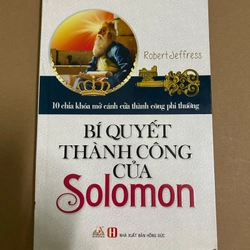 Robert Jeffress
10 chìa khóa mở cánh cửa thành công phi thường
BÍ QUYẾT
THÀNH CÔNG
CỦA
Solomon
NHÀ XUẤT BẢN HỒNG ĐỨC